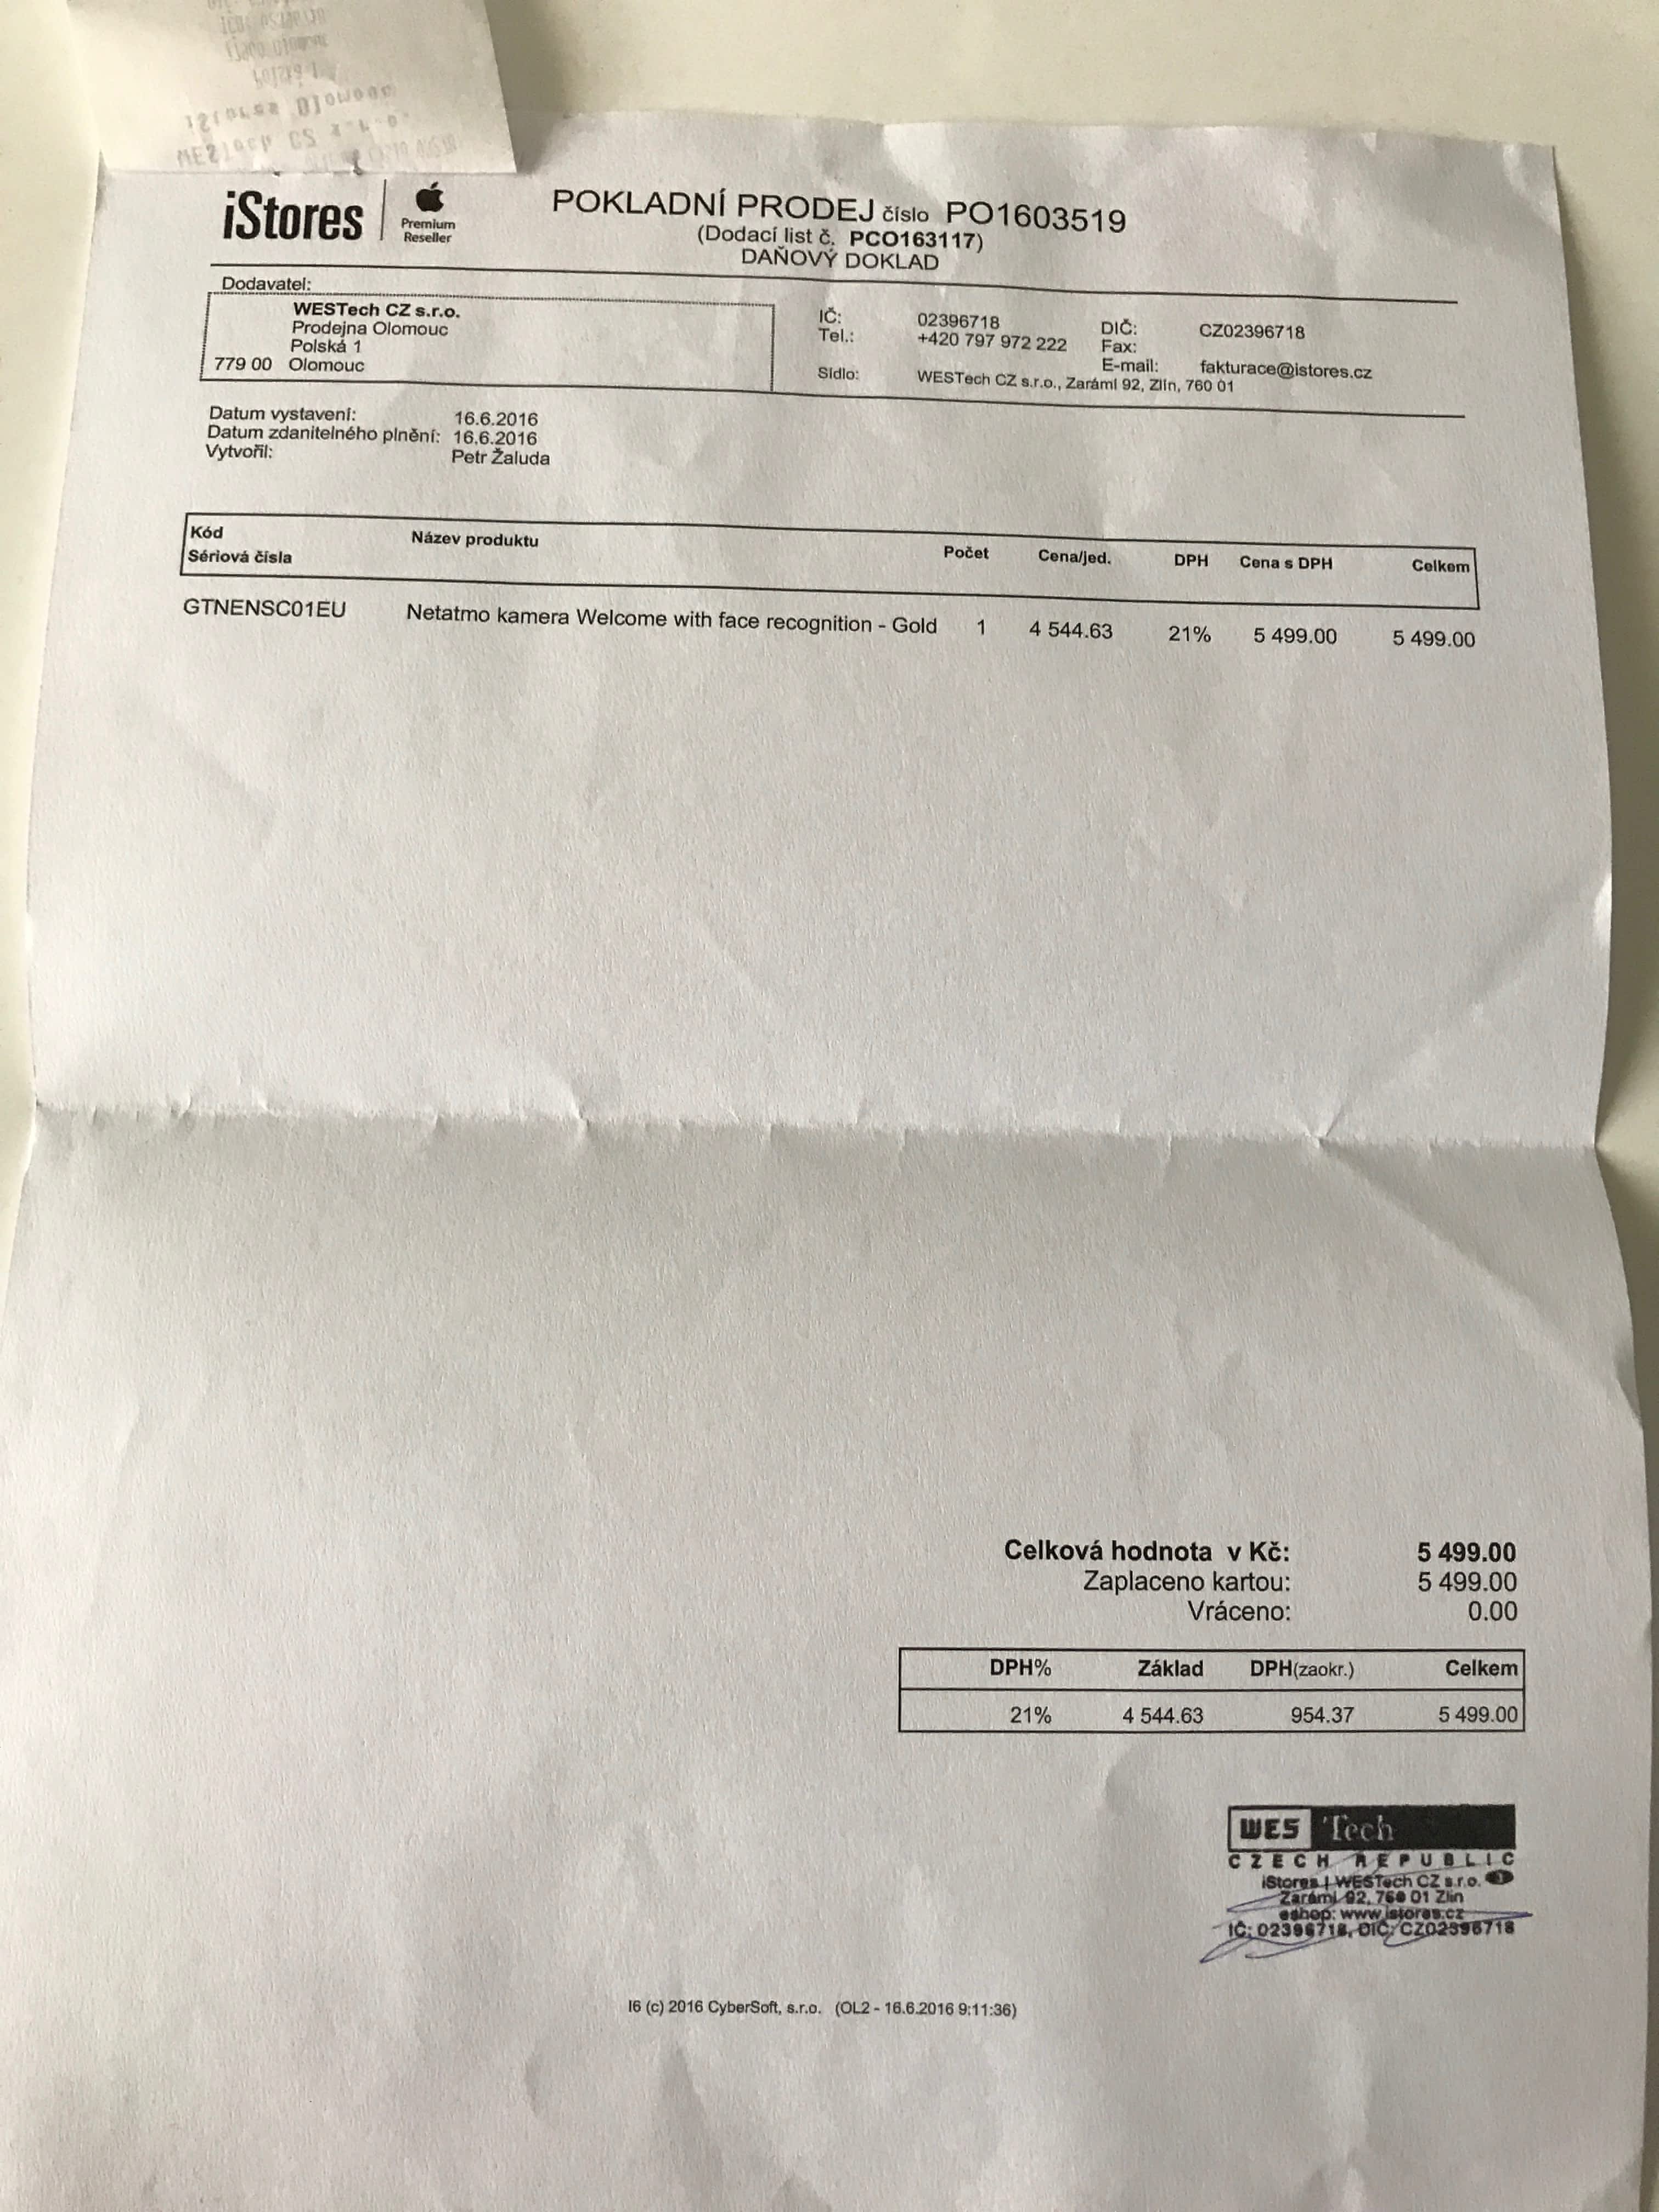 iStores Olomouc
WESTech CZ s.r.o.
iStores
Premium
Reseller
POKLADNÍ PRODEJ číslo PO1603519
(Dodací list č. PCO163117)
DAŇOVÝ DOKLAD
Dodavatel:
WESTech CZ s.r.o.
Prodejna Olomouc
Polská 1
779 00 Olomouc
IČ: 02396718 DIČ: CZ02396718
Tel.: +420 797 972 222 Fax:
E-mail: fakturace@istores.cz
Sídlo: WESTech CZ s.r.o., Zarámí 92, Zlín, 760 01
Datum vystavení: 16.6.2016
Datum zdanitelného plnění: 16.6.2016
Vytvořil: Petr Žaluda
Kód Název produktu Počet Cena/jed. DPH Cena s DPH Celkem
Sériová čísla
GTNENSC01EU Netatmo kamera Welcome with face recognition - Gold 1 4 544.63 21% 5 499.00 5 499.00
Celková hodnota v Kč: 5 499.00
Zaplaceno kartou: 5 499.00
Vráceno: 0.00
DPH% Základ DPH(zaokr.) Celkem
21% 4 544.63 954.37 5 499.00
WES Tech
CZECH REPUBLIC
iStores | WESTech CZ s.r.o.
Zarámí 92, 760 01 Zlín
eshop: www.istores.cz
IČ: 02396718, DIČ: CZ02396718
I6 (c) 2016 CyberSoft, s.r.o. (OL2 - 16.6.2016 9:11:36)